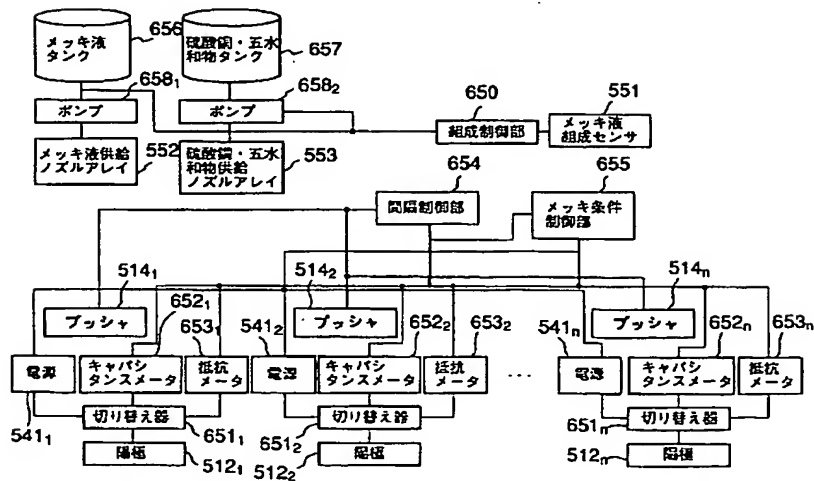 656
657
メッキ液
タンク
硫酸銅・五水
和物タンク
658₁
658₂
ポンプ
ポンプ
650
551
組成制御部
メッキ液
組成センサ
メッキ液供給
ノズルアレイ
552
硫酸銅・五水
和物供給
ノズルアレイ
553
654
655
間隔制御部
メッキ条件
制御部
514₁
652₁
514₂
514ₙ
プッシャ
653₁
541₂
プッシャ
652₂
653₂
541ₙ
プッシャ
652ₙ
653ₙ
電源
キャパシ
タンスメータ
抵抗
メータ
電源
キャパシ
タンスメータ
抵抗
メータ
...
電源
キャパシ
タンスメータ
抵抗
メータ
541₁
切り替え器
651₁
651₂
切り替え器
651ₙ
切り替え器
陽極
512₁
512₂
陽極
512ₙ
陽極